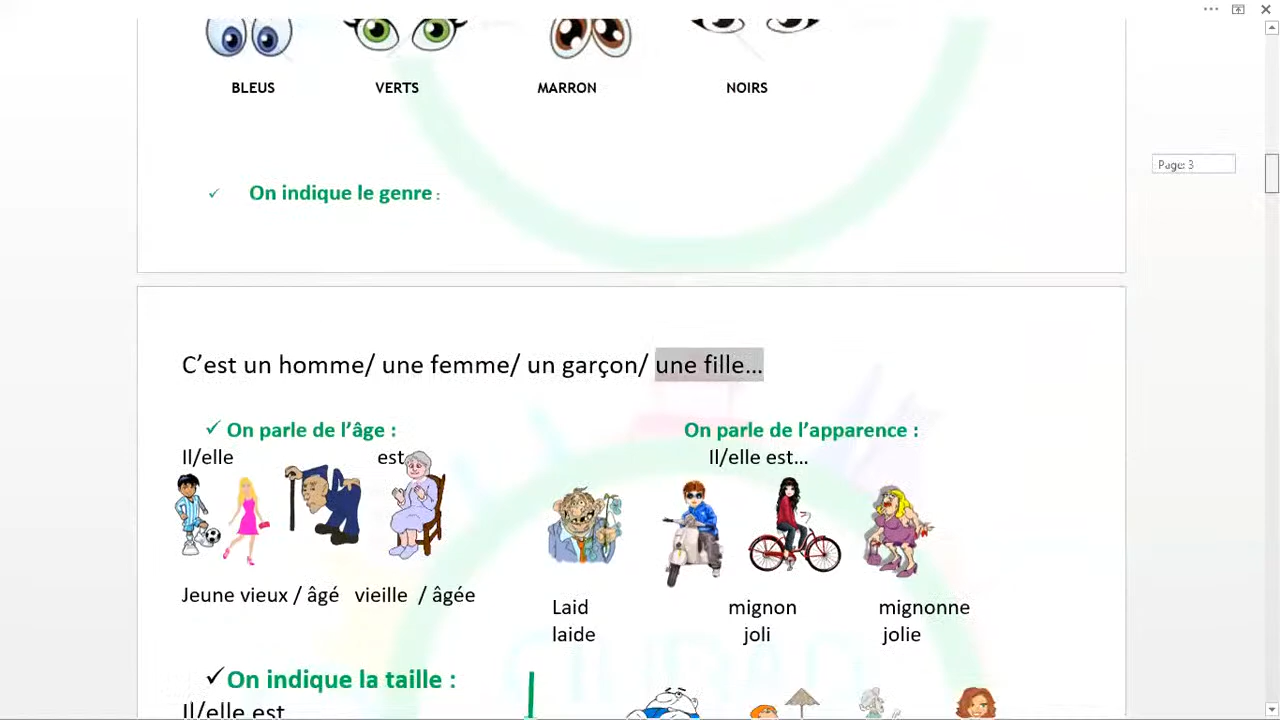 BLEUS VERTS MARRON NOIRS
Page: 3
✓ On indique le genre :
C’est un homme/ une femme/ un garçon/ une fille…
✓ On parle de l’âge :
Il/elle est
Jeune vieux / âgé vieille / âgée
On parle de l’apparence :
Il/elle est…
Laid mignon mignonne
laide joli jolie
✓ On indique la taille :
Il/elle est